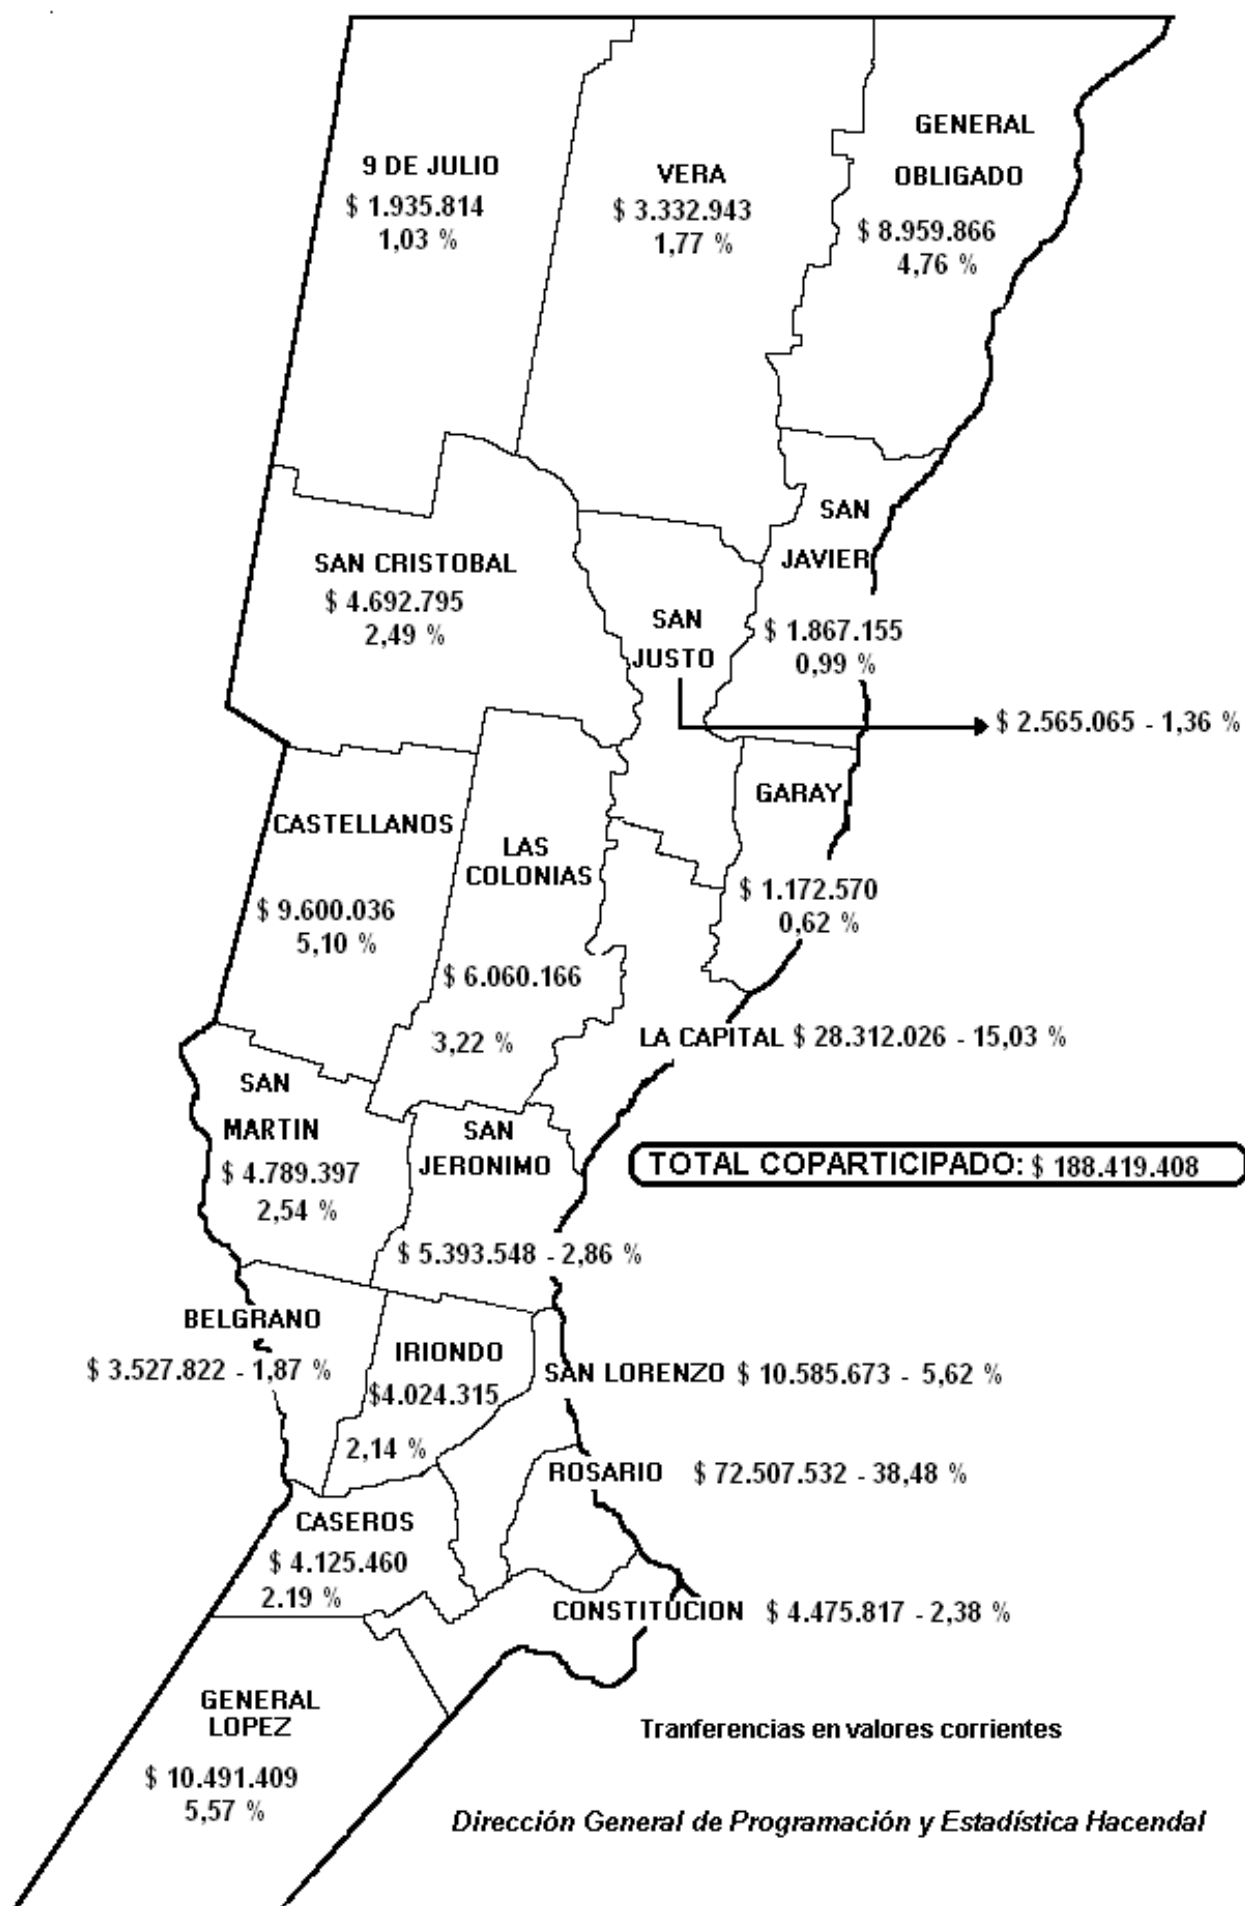 9 DE JULIO
$ 1.935.814
1,03 %
VERA
$ 3.332.943
1,77 %
GENERAL
OBLIGADO
$ 8.959.866
4,76 %
SAN CRISTOBAL
$ 4.692.795
2,49 %
SAN
JUSTO
$ 2.565.065 - 1,36 %
SAN
JAVIER
$ 1.867.155
0,99 %
CASTELLANOS
$ 9.600.036
5,10 %
LAS
COLONIAS
$ 6.060.166
3,22 %
GARAY
$ 1.172.570
0,62 %
LA CAPITAL $ 28.312.026 - 15,03 %
SAN
MARTIN
$ 4.789.397
2,54 %
SAN
JERONIMO
$ 5.393.548 - 2,86 %
TOTAL COPARTICIPADO: $ 188.419.408
BELGRANO
$ 3.527.822 - 1,87 %
IRIONDO
$4.024.315
2,14 %
SAN LORENZO $ 10.585.673 - 5,62 %
ROSARIO $ 72.507.532 - 38,48 %
CASEROS
$ 4.125.460
2.19 %
CONSTITUCION $ 4.475.817 - 2,38 %
GENERAL
LOPEZ
$ 10.491.409
5,57 %
Tranferencias en valores corrientes
Dirección General de Programación y Estadística Hacendal